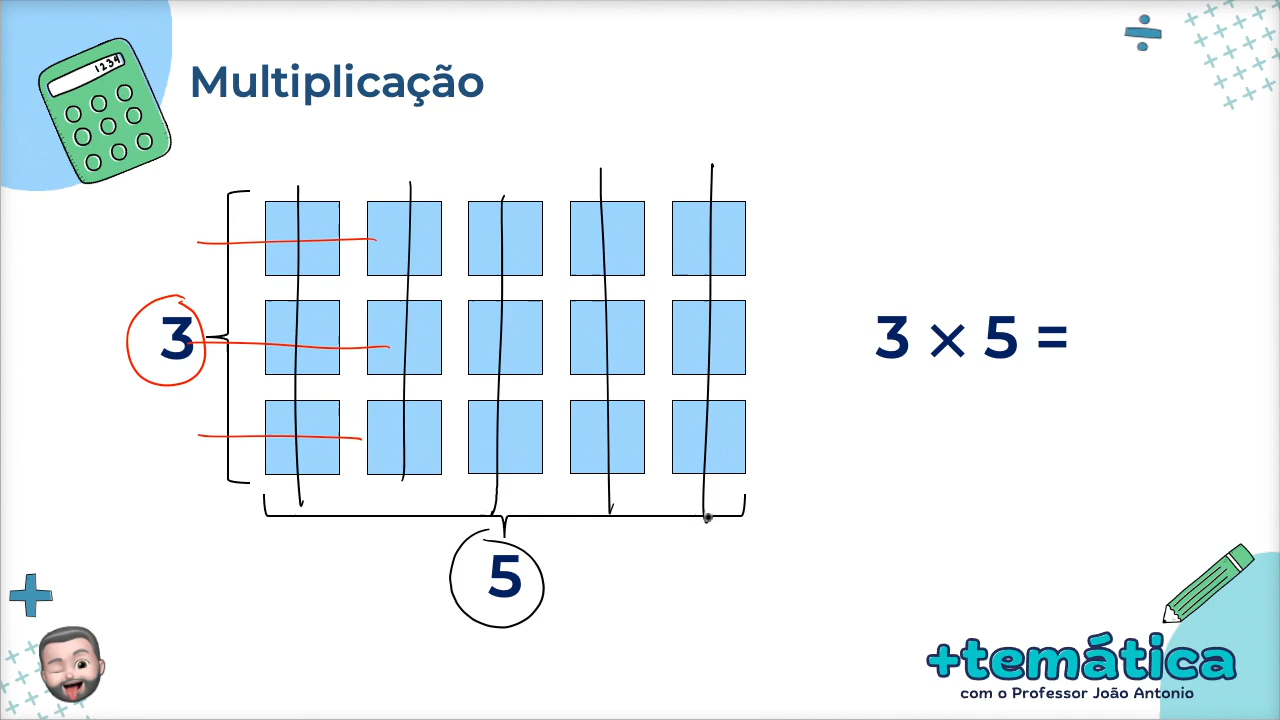 1234
Multiplicação
3
3 × 5 =
5
+temática
com o Professor João Antonio